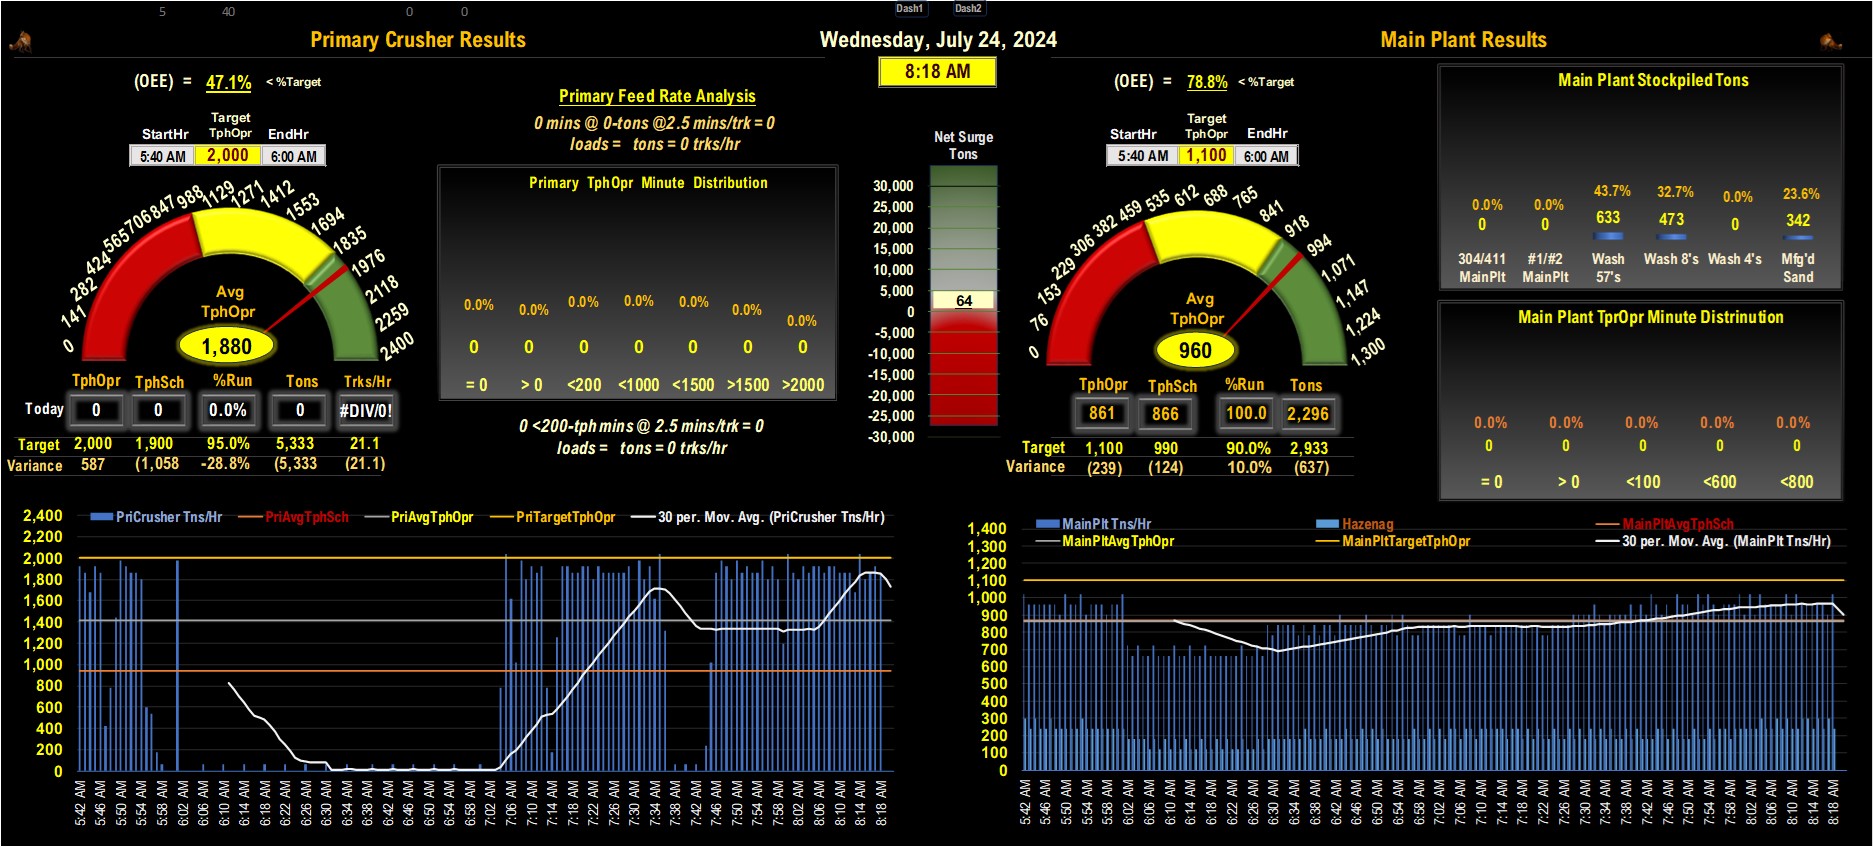 5 40 0 0 Dash1 Dash2
Primary Crusher Results
Wednesday, July 24, 2024
Main Plant Results
8:18 AM
(OEE) = 47.1% < %Target
Target
StartHr TphOpr EndHr
5:40 AM 2,000 6:00 AM
0 141 282 424 565 706 847 988 1129 1271 1412 1553 1694 1835 1976 2118 2259 2400
Avg
TphOpr
1,880
TphOpr TphSch %Run Tons Trks/Hr
Today 0 0 0.0% 0 #DIV/0!
Target 2,000 1,900 95.0% 5,333 21.1
Variance 587 (1,058 -28.8% (5,333 (21.1)
Primary Feed Rate Analysis
0 mins @ 0-tons @2.5 mins/trk = 0
loads = tons = 0 trks/hr
Primary TphOpr Minute Distribution
0.0% 0.0% 0.0% 0.0% 0.0% 0.0% 0.0%
0 0 0 0 0 0 0
= 0 > 0 <200 <1000 <1500 >1500 >2000
0 <200-tph mins @ 2.5 mins/trk = 0
loads = tons = 0 trks/hr
Net Surge
Tons
30,000
25,000
20,000
15,000
10,000
5,000
64
0
-5,000
-10,000
-15,000
-20,000
-25,000
-30,000
(OEE) = 78.8% < %Target
Target
StartHr TphOpr EndHr
5:40 AM 1,100 6:00 AM
0 76 153 229 306 382 459 535 612 688 765 841 918 994 1,071 1,147 1,224 1,300
Avg
TphOpr
960
TphOpr TphSch %Run Tons
861 866 100.0 2,296
Target 1,100 990 90.0% 2,933
Variance (239) (124) 10.0% (637)
Main Plant Stockpiled Tons
0.0% 0.0% 43.7% 32.7% 0.0% 23.6%
0 0 633 473 0 342
304/411 #1/#2 Wash Wash 8's Wash 4's Mfg'd
MainPlt MainPlt 57's Sand
Main Plant TprOpr Minute Distrinution
0.0% 0.0% 0.0% 0.0% 0.0%
0 0 0 0 0
= 0 > 0 <100 <600 <800
PriCrusher Tns/Hr PriAvgTphSch PriAvgTphOpr PriTargetTphOpr 30 per. Mov. Avg. (PriCrusher Tns/Hr)
2,400
2,200
2,000
1,800
1,600
1,400
1,200
1,000
800
600
400
200
0
5:42 AM 5:46 AM 5:50 AM 5:54 AM 5:58 AM 6:02 AM 6:06 AM 6:10 AM 6:14 AM 6:18 AM 6:22 AM 6:26 AM 6:30 AM 6:34 AM 6:38 AM 6:42 AM 6:46 AM 6:50 AM 6:54 AM 6:58 AM 7:02 AM 7:06 AM 7:10 AM 7:14 AM 7:18 AM 7:22 AM 7:26 AM 7:30 AM 7:34 AM 7:38 AM 7:42 AM 7:46 AM 7:50 AM 7:54 AM 7:58 AM 8:02 AM 8:06 AM 8:10 AM 8:14 AM 8:18 AM
MainPlt Tns/Hr Hazenag MainPltAvgTphSch
MainPltAvgTphOpr MainPltTargetTphOpr 30 per. Mov. Avg. (MainPlt Tns/Hr)
1,400
1,300
1,200
1,100
1,000
900
800
700
600
500
400
300
200
100
0
5:42 AM 5:46 AM 5:50 AM 5:54 AM 5:58 AM 6:02 AM 6:06 AM 6:10 AM 6:14 AM 6:18 AM 6:22 AM 6:26 AM 6:30 AM 6:34 AM 6:38 AM 6:42 AM 6:46 AM 6:50 AM 6:54 AM 6:58 AM 7:02 AM 7:06 AM 7:10 AM 7:14 AM 7:18 AM 7:22 AM 7:26 AM 7:30 AM 7:34 AM 7:38 AM 7:42 AM 7:46 AM 7:50 AM 7:54 AM 7:58 AM 8:02 AM 8:06 AM 8:10 AM 8:14 AM 8:18 AM